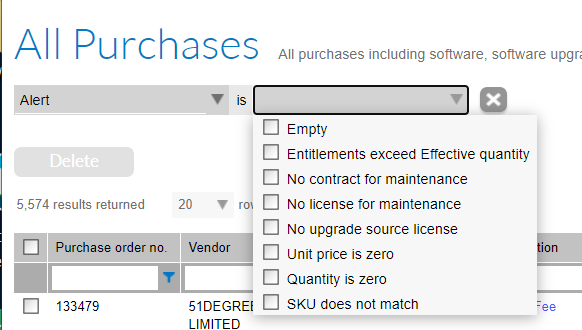 All Purchases
All purchases including software, software upgra
Alert is
Empty
Entitlements exceed Effective quantity
No contract for maintenance
No license for maintenance
No upgrade source license
Unit price is zero
Quantity is zero
SKU does not match
Delete
5,574 results returned 20 rov
Purchase order no. Vendor tion
133479 51DEGREE Fee
LIMITED